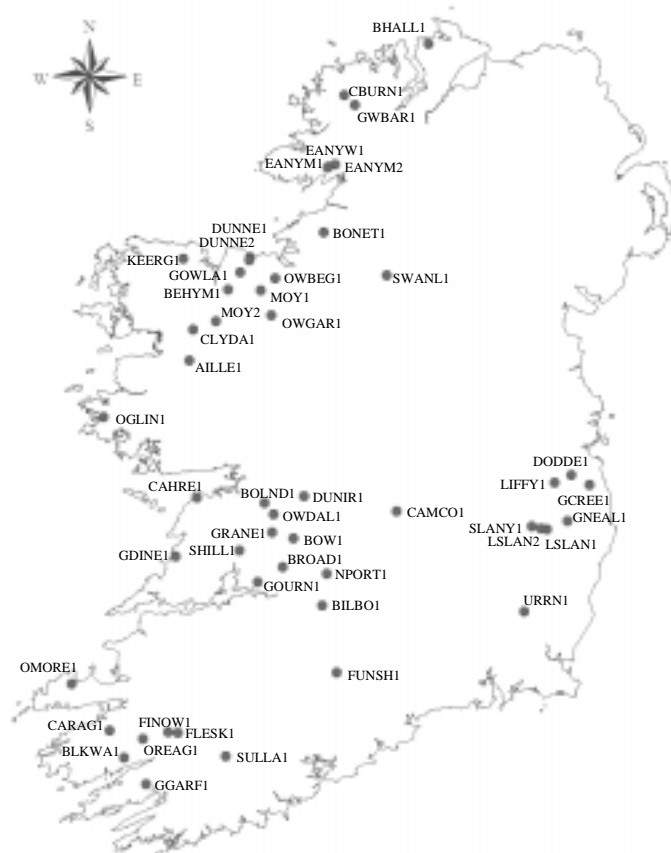 BHALL1
N
W E
S
CBURN1
GWBAR1
EANYW1
EANYM1 EANYM2
DUNNE1
BONET1
DUNNE2
KEERG1
GOWLA1 OWBEG1 SWANL1
BEHYM1 MOY1
MOY2 OWGAR1
CLYDA1
AILLE1
OGLIN1
DODDE1
CAHRE1 LIFFY1
BOLND1 DUNIR1 GCREE1
OWDAL1 CAMCO1 GNEAL1
GRANE1 BOW1 SLANY1
LSLAN2 LSLAN1
GDINE1 SHILL1
BROAD1
NPORT1
GOURN1
BILBO1 URRN1
OMORE1
FUNSH1
CARAG1 FINOW1
FLESK1
BLKWA1 OREAG1 SULLA1
GGARF1